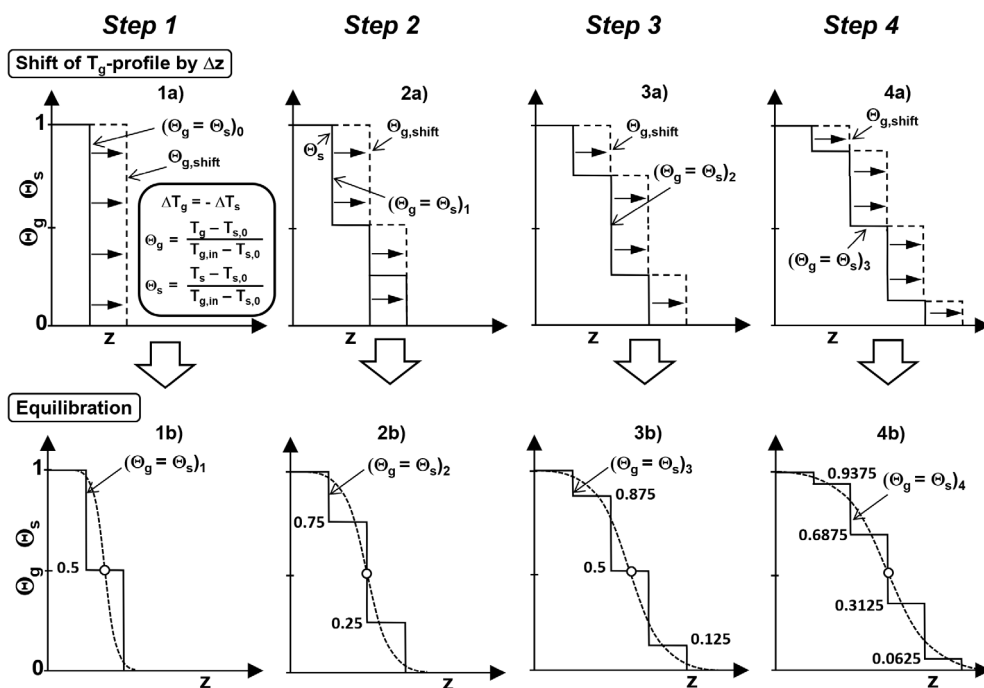 Step 1
Step 2
Step 3
Step 4
Shift of Tg-profile by Δz
1a)
2a)
3a)
4a)
1
(Θg = Θs)0
Θg,shift
ΔTg = - ΔTs
Θg = Tg – Ts,0 / Tg,in – Ts,0
Θs = Ts – Ts,0 / Tg,in – Ts,0
Θg Θs
0
z
Θs
Θg,shift
(Θg = Θs)1
z
Θg,shift
(Θg = Θs)2
z
Θg,shift
(Θg = Θs)3
z
Equilibration
1b)
2b)
3b)
4b)
1
(Θg = Θs)1
0.5
Θg Θs
0
z
(Θg = Θs)2
0.75
0.25
z
(Θg = Θs)3
0.875
0.5
0.125
z
0.9375
(Θg = Θs)4
0.6875
0.3125
0.0625
z